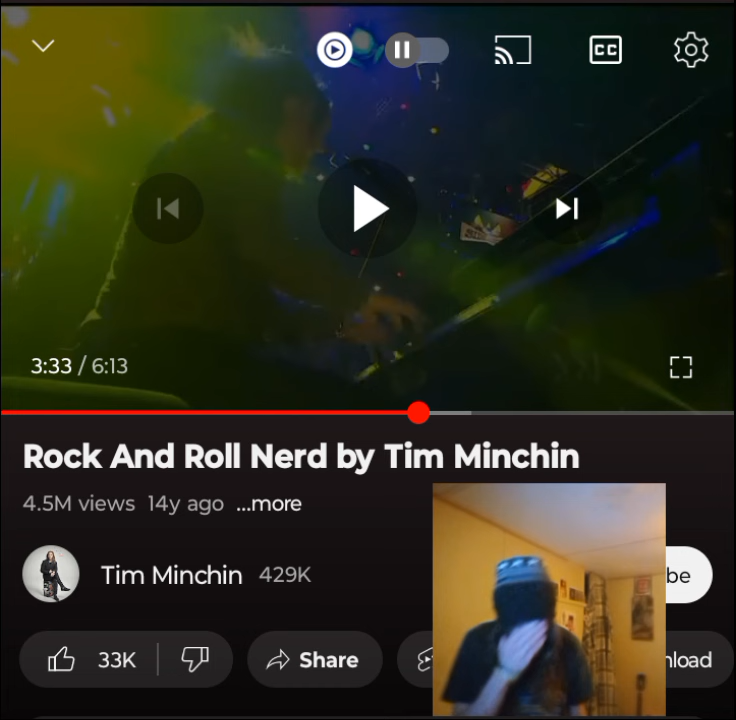 CC
3:33 / 6:13
Rock And Roll Nerd by Tim Minchin
4.5M views 14y ago ...more
Tim Minchin 429K
be
33K
Share
nload